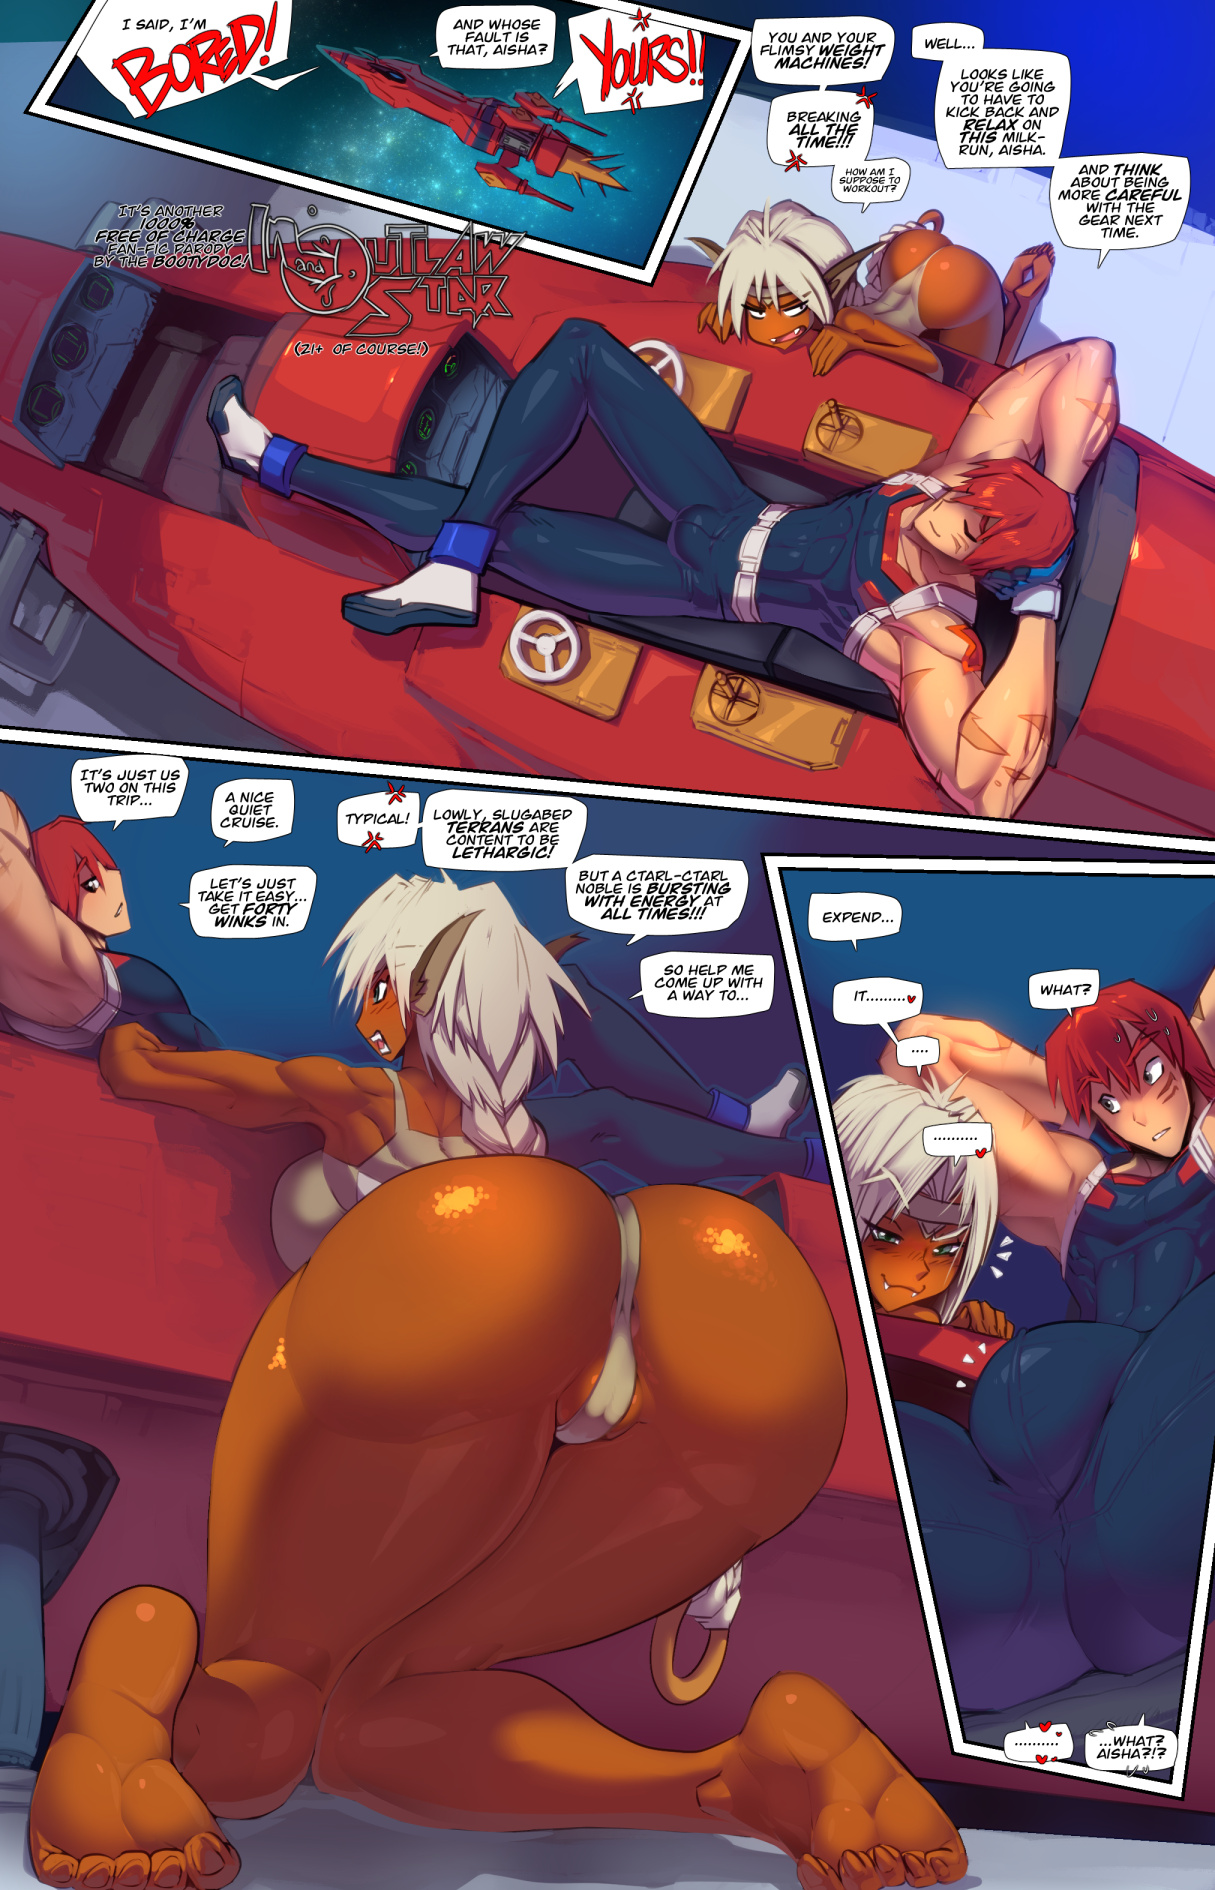 I SAID, I'M
BORED!
AND WHOSE
FAULT IS
THAT, AISHA?
YOURS!!
YOU AND YOUR
FLIMSY WEIGHT
MACHINES!
BREAKING
ALL THE
TIME!!!
HOW AM I
SUPPOSE TO
WORKOUT?
WELL...
LOOKS LIKE
YOU'RE GOING
TO HAVE TO
KICK BACK AND
RELAX ON
THIS MILK-
RUN, AISHA.
AND THINK
ABOUT BEING
MORE CAREFUL
WITH THE
GEAR NEXT
TIME.
IT'S ANOTHER
1000%
FREE OF CHARGE
FAN-FIC PARODY
BY THE BOOTYDOC!
In and Outlaw
Star
(21+ OF COURSE!)
IT'S JUST US
TWO ON THIS
TRIP...
A NICE
QUIET
CRUISE.
LET'S JUST
TAKE IT EASY...
GET FORTY
WINKS IN.
TYPICAL!
LOWLY, SLUGABED
TERRANS ARE
CONTENT TO BE
LETHARGIC!
BUT A CTARL-CTARL
NOBLE IS BURSTING
WITH ENERGY AT
ALL TIMES!!!
SO HELP ME
COME UP WITH
A WAY TO...
EXPEND...
IT.........
....
WHAT?
..........
..........
...WHAT?
AISHA?!?